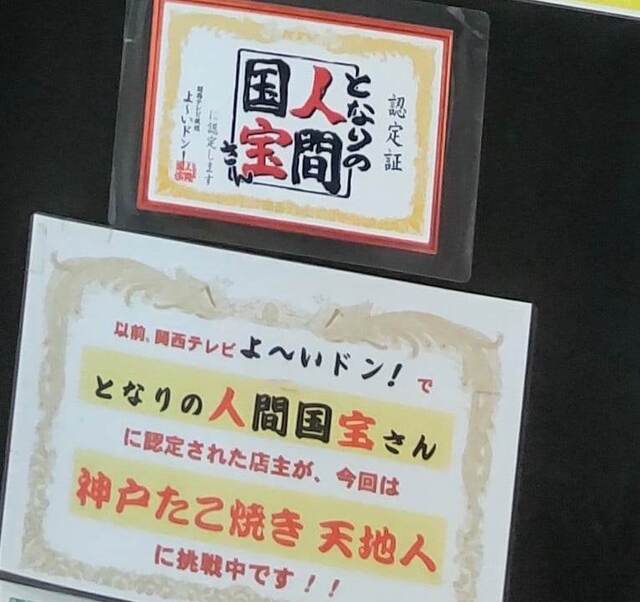 認定証
となりの
人間
国宝さん
に認定します
関西テレビ放送
よ〜いドン!
以前、関西テレビよ〜いドン!で
となりの人間国宝さん
に認定された店主が、今回は
神戸たこ焼き 天地人
に挑戦中です!!